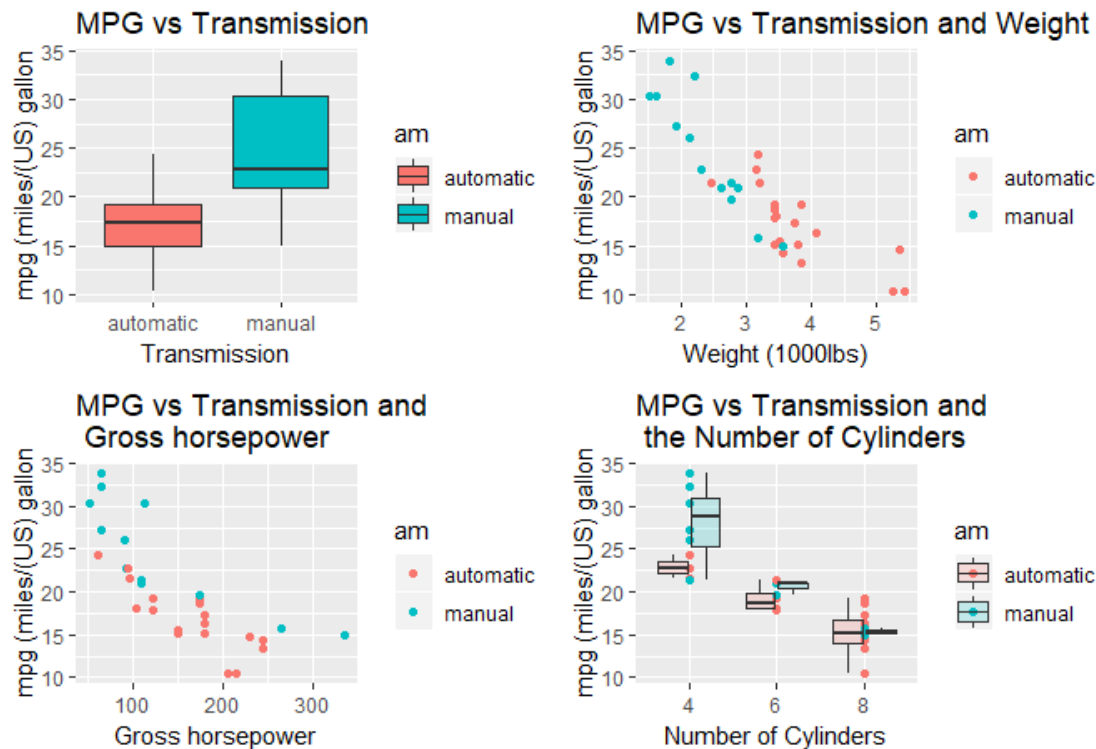 MPG vs Transmission
mpg (miles/(US) gallon
35
30
25
20
15
10
automatic
manual
Transmission
am
automatic
manual
MPG vs Transmission and Weight
mpg (miles/(US) gallon
35
30
25
20
15
10
2
3
4
5
Weight (1000lbs)
am
automatic
manual
MPG vs Transmission and
Gross horsepower
mpg (miles/(US) gallon
35
30
25
20
15
10
100
200
300
Gross horsepower
am
automatic
manual
MPG vs Transmission and
the Number of Cylinders
mpg (miles/(US) gallon
35
30
25
20
15
10
4
6
8
Number of Cylinders
am
automatic
manual